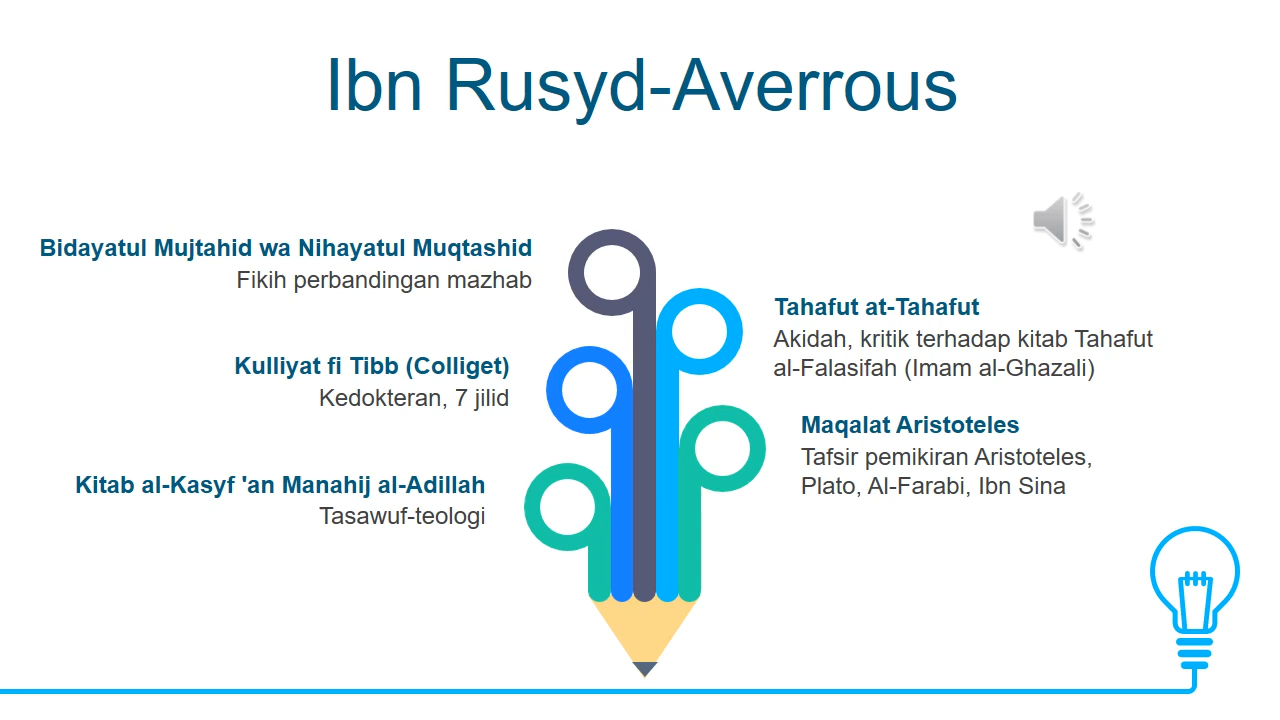 Ibn Rusyd-Averrous
Bidayatul Mujtahid wa Nihayatul Muqtashid
Fikih perbandingan mazhab
Kulliyat fi Tibb (Colliget)
Kedokteran, 7 jilid
Kitab al-Kasyf 'an Manahij al-Adillah
Tasawuf-teologi
Tahafut at-Tahafut
Akidah, kritik terhadap kitab Tahafut
al-Falasifah (Imam al-Ghazali)
Maqalat Aristoteles
Tafsir pemikiran Aristoteles,
Plato, Al-Farabi, Ibn Sina